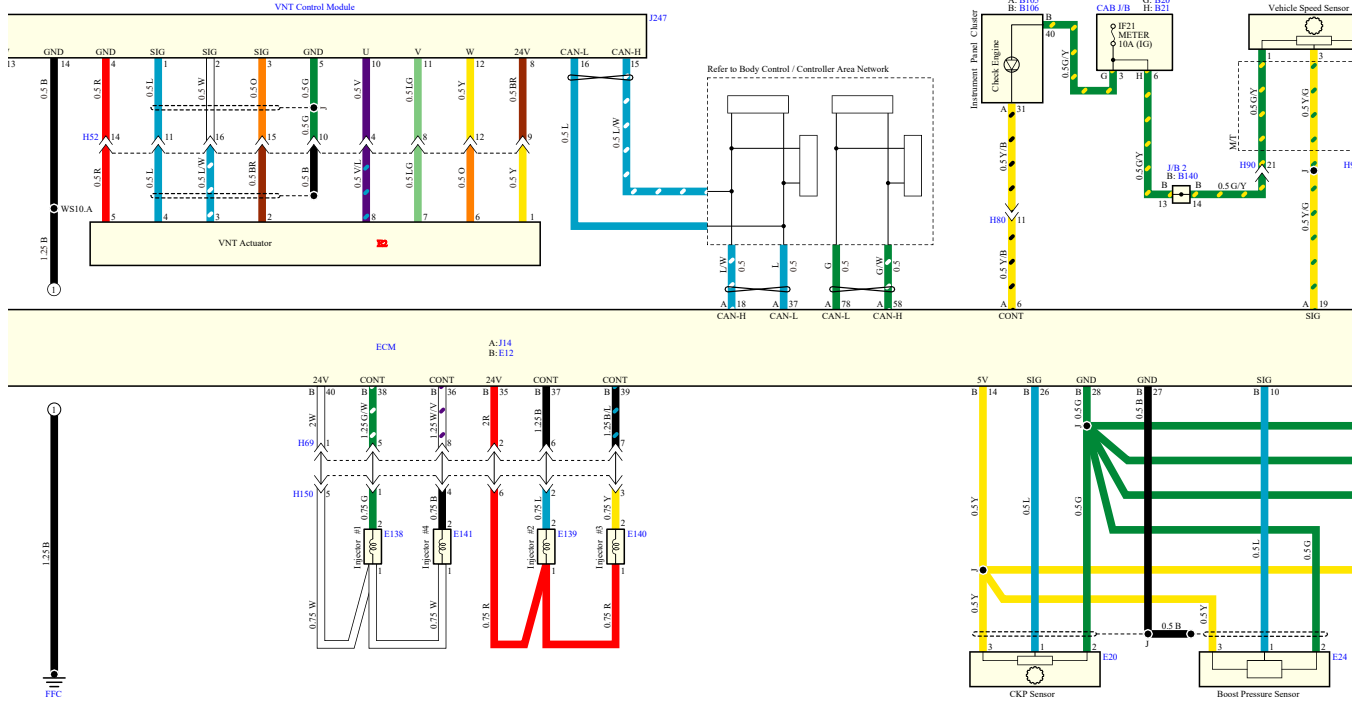 VNT Control Module
J247
GND GND SIG SIG SIG GND U V W 24V CAN-L CAN-H
13 14 4 1 2 3 5 10 11 12 8 16 15
0.5 B 0.5 R 0.5 L 0.5 W 0.5 O 0.5 G 0.5 V 0.5 LG 0.5 Y 0.5 BR 0.5 L 0.5 L/W
0.5 G
H52 14 11 16 15 10 4 8 12 9
0.5 R 0.5 L 0.5 L/W 0.5 BR 0.5 B 0.5 V/L 0.5 LG 0.5 O 0.5 Y
WS10.A
5 4 3 2 8 7 6 1
VNT Actuator
1.25 B
1
Refer to Body Control / Controller Area Network
L/W 0.5 L 0.5 G 0.5 G/W 0.5
A 18 A 37 A 78 A 58
CAN-H CAN-L CAN-L CAN-H
B: B106
Instrument Panel Cluster
Check Engine
B
40
0.5 G/Y
A 31
0.5 Y/B
H80 11
0.5 Y/B
A 6
CONT
CAB J/B
H: B21
IF21
METER
10A (IG)
G 3 H 6
0.5 G/Y
J/B 2
B: B140
B B
13 14
0.5 G/Y
Vehicle Speed Sensor
1 3
0.5 G/Y 0.5 Y/G
M/T
H90 21
J
0.5 Y/G
A 19
SIG
ECM
A: J14
B: E12
24V CONT CONT 24V CONT CONT
B 40 B 38 B 36 B 35 B 37 B 39
2W 1.25 G/W 1.25 W/V 2R 1.25 B 1.25 B/L
H69 1 5 8 2 6 7
H150 5 1 4 6 2 3
0.75 G 0.75 B 0.75 L 0.75 Y
2 2 2 2
Injector #1 E138 Injector #4 E141 Injector #2 E139 Injector #3 E140
1 1 1 1
0.75 W 0.75 W 0.75 R 0.75 R
1
1.25 B
FFC
5V SIG GND GND SIG
B 14 B 26 B 28 B 27 B 10
0.5 G 0.5 B
J
0.5 Y 0.5 L 0.5 G 0.5 L 0.5 G
J
0.5 Y 0.5 Y
0.5 B
J
3 1 2 3 1 2
E20 E24
CKP Sensor Boost Pressure Sensor